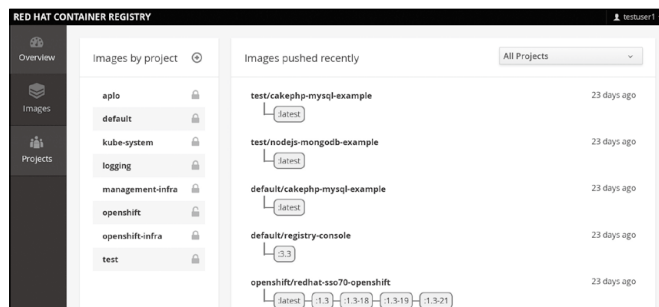 RED HAT CONTAINER REGISTRY
testuser1
Overview
Images
Projects
Images by project
aplo
default
kube-system
logging
management-infra
openshift
openshift-infra
test
Images pushed recently
All Projects
test/cakephp-mysql-example 23 days ago
:latest
test/nodejs-mongodb-example 23 days ago
:latest
default/cakephp-mysql-example 23 days ago
:latest
default/registry-console 23 days ago
:3.3
openshift/redhat-sso70-openshift 23 days ago
:latest :1.3 :1.3-18 :1.3-19 :1.3-21